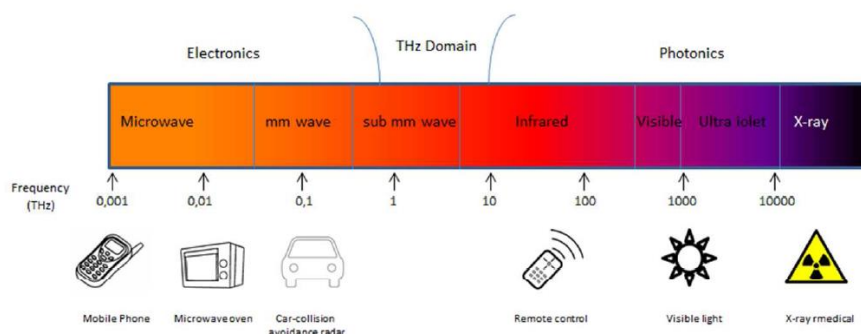 Electronics
THz Domain
Photonics
Microwave
mm wave
sub mm wave
Infrared
Visible
Ultra iolet
X-ray
Frequency
(THz)
0,001
0,01
0,1
1
10
100
1000
10000
Mobile Phone
Microwave oven
Car-collision
avoidance radar
Remote control
Visible light
X-ray rmedical